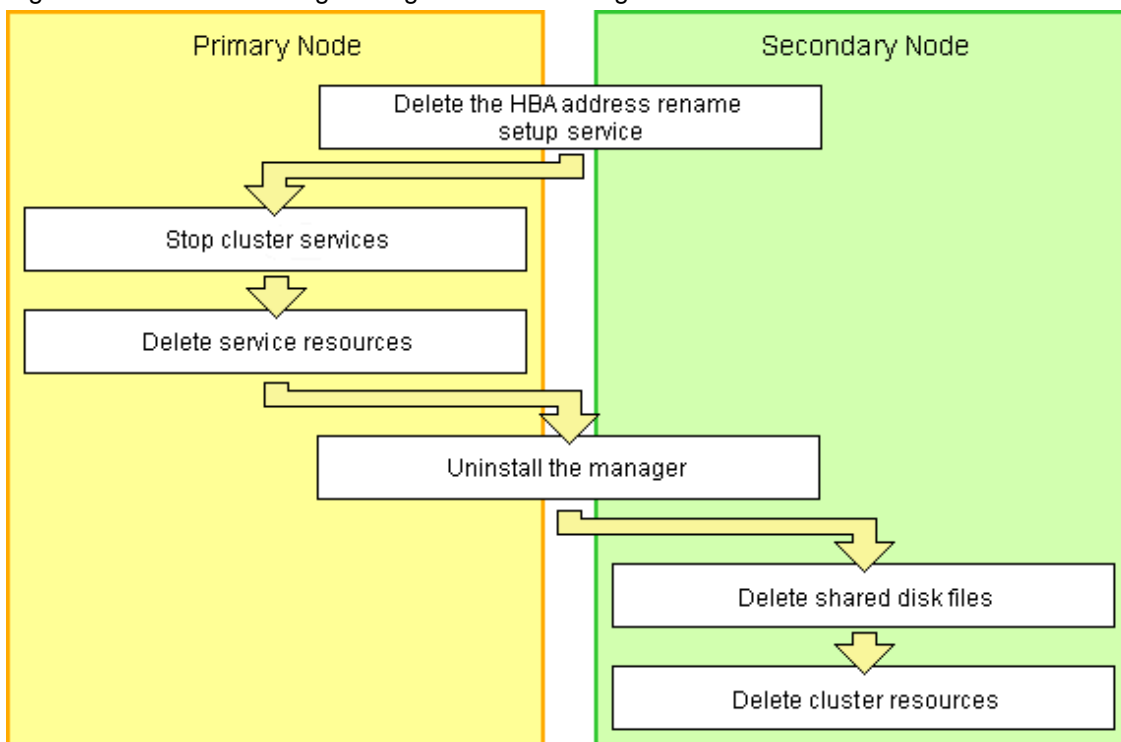 Primary Node
Secondary Node
Delete the HBA address rename
setup service
Stop cluster services
Delete service resources
Uninstall the manager
Delete shared disk files
Delete cluster resources